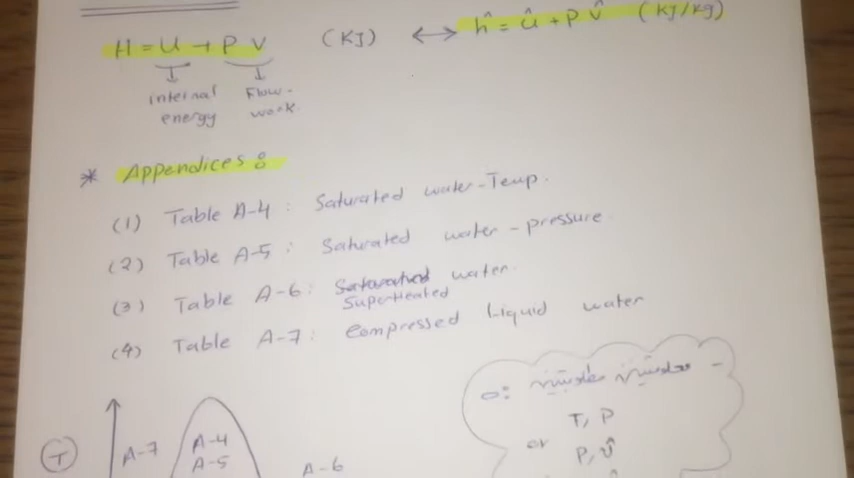 H = U + P V (KJ) ↔ ĥ = û + P v̂ (KJ/kg)
internal energy
Flow-work
* Appendices:
(1) Table A-4: Saturated water-Temp.
(2) Table A-5: Saturated water-pressure.
(3) Table A-6: Superheated water.
(4) Table A-7: Compressed Liquid water
T
A-7
A-4
A-5
A-6
T, P
or
P, v̂